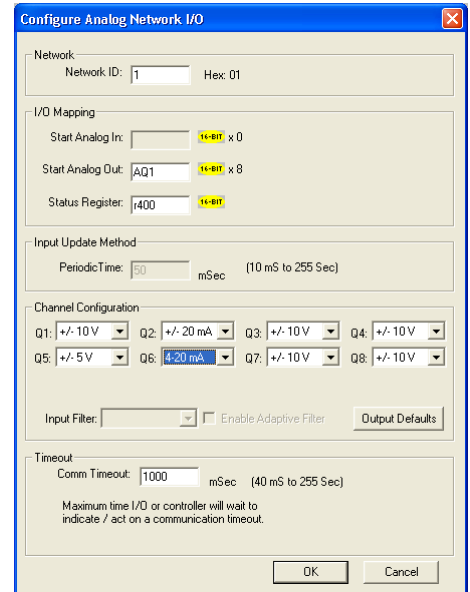 Configure Analog Network I/O
Network
Network ID: 1 Hex: 01
I/O Mapping
Start Analog In: 16-BIT x 0
Start Analog Out: AQ1 16-BIT x 8
Status Register: r400 16-BIT
Input Update Method
PeriodicTime: 50 mSec (10 mS to 255 Sec)
Channel Configuration
Q1: +/- 10 V Q2: +/- 20 mA Q3: +/- 10 V Q4: +/- 10 V
Q5: +/- 5 V Q6: 4-20 mA Q7: +/- 10 V Q8: +/- 10 V
Input Filter: Enable Adaptive Filter Output Defaults
Timeout
Comm Timeout: 1000 mSec (40 mS to 255 Sec)
Maximum time I/O or controller will wait to
indicate / act on a communication timeout.
OK Cancel